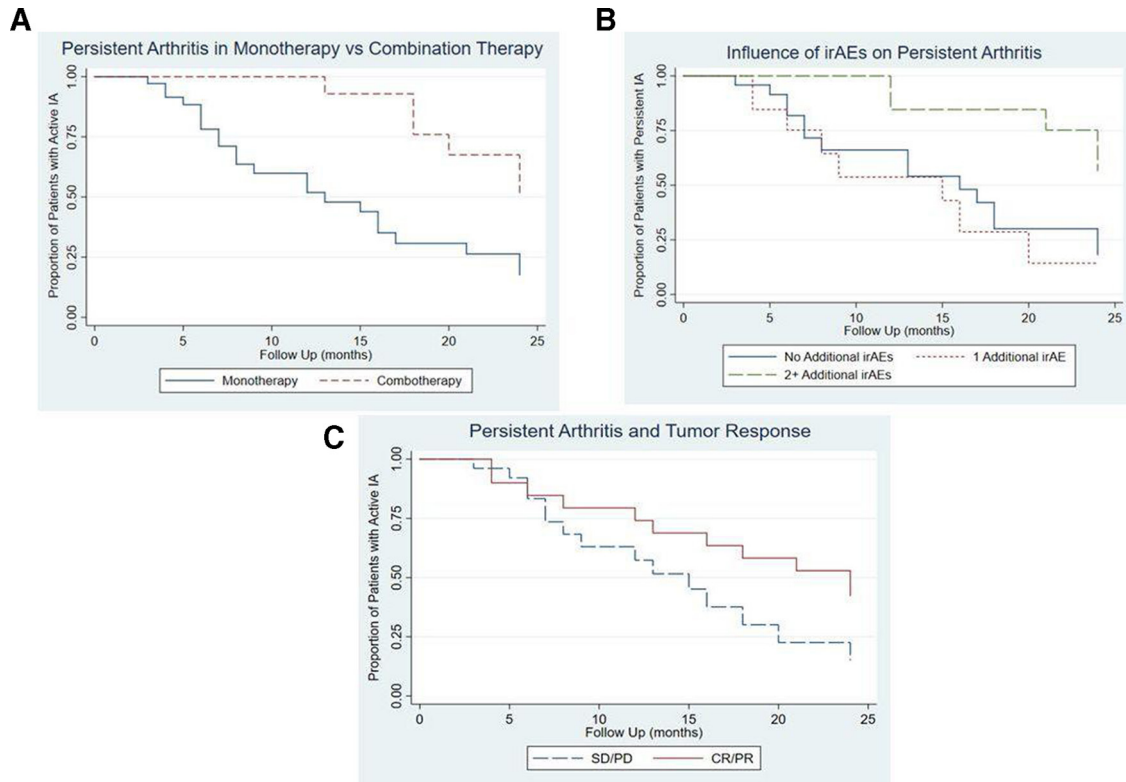 A
Persistent Arthritis in Monotherapy vs Combination Therapy
Proportion of Patients with Active IA
1.00
0.75
0.50
0.25
0.00
0 5 10 15 20 25
Follow Up (months)
Monotherapy Combotherapy
B
Influence of irAEs on Persistent Arthritis
Proportion of Patients with Persistent IA
1.00
0.75
0.50
0.25
0.00
0 5 10 15 20 25
Follow Up (months)
No Additional irAEs 1 Additional irAE
2+ Additional irAEs
C
Persistent Arthritis and Tumor Response
Proportion of Patients with Active IA
1.00
0.75
0.50
0.25
0.00
0 5 10 15 20 25
Follow Up (months)
SD/PD CR/PR